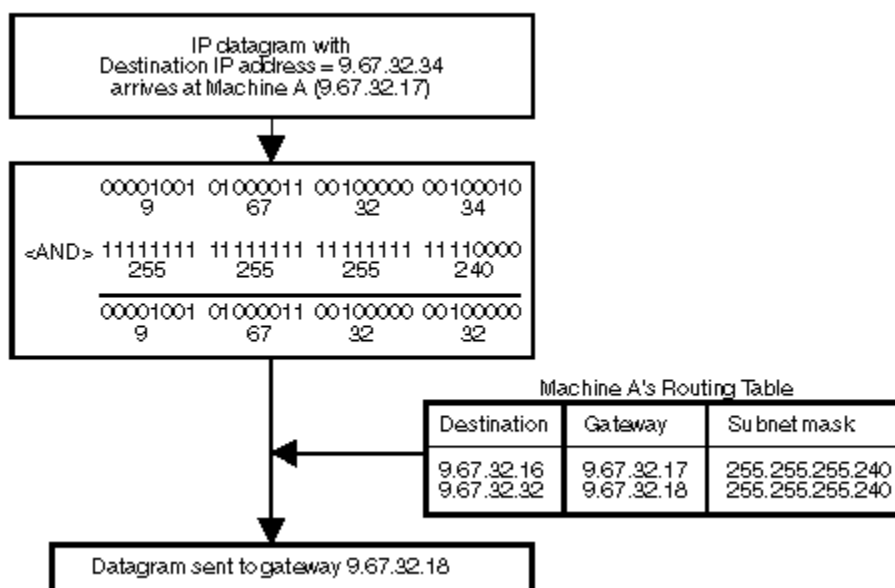 IP datagram with
Destination IP address = 9.67.32.34
arrives at Machine A (9.67.32.17)
00001001 01000011 00100000 00100010
9 67 32 34
<AND> 11111111 11111111 11111111 11110000
255 255 255 240
00001001 01000011 00100000 00100000
9 67 32 32
Machine A's Routing Table
Destination Gateway Subnet mask
9.67.32.16 9.67.32.17 255.255.255.240
9.67.32.32 9.67.32.18 255.255.255.240
Datagram sent to gateway 9.67.32.18